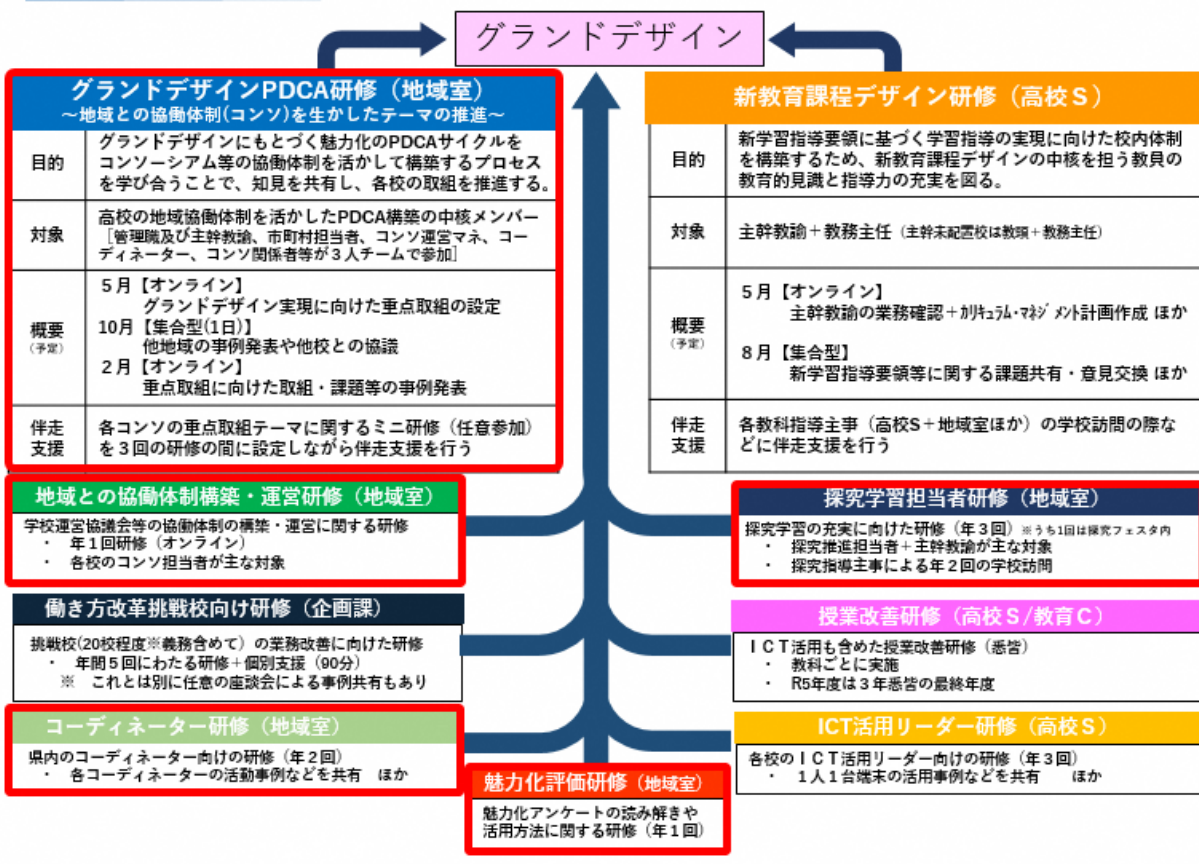 グランドデザイン
グランドデザインPDCA研修（地域室）
～地域との協働体制(コンソ)を生かしたテーマの推進～
目的
グランドデザインにもとづく魅力化のPDCAサイクルを
コンソーシアム等の協働体制を活かして構築するプロセス
を学び合うことで、知見を共有し、各校の取組を推進する。
対象
高校の地域協働体制を活かしたPDCA構築の中核メンバー
［管理職及び主幹教諭、市町村担当者、コンソ運営マネ、コー
ディネーター、コンソ関係者等が３人チームで参加］
概要
（予定）
５月【オンライン】
グランドデザイン実現に向けた重点取組の設定
10月【集合型(1日)】
他地域の事例発表や他校との協議
２月【オンライン】
重点取組に向けた取組・課題等の事例発表
伴走
支援
各コンソの重点取組テーマに関するミニ研修（任意参加）
を３回の研修の間に設定しながら伴走支援を行う
新教育課程デザイン研修（高校Ｓ）
目的
新学習指導要領に基づく学習指導の実現に向けた校内体制
を構築するため、新教育課程デザインの中核を担う教員の
教育的見識と指導力の充実を図る。
対象
主幹教諭＋教務主任（主幹未配置校は教頭＋教務主任）
概要
（予定）
５月【オンライン】
主幹教諭の業務確認＋ｶﾘｷｭﾗﾑ･ﾏﾈｼﾞﾒﾝﾄ計画作成 ほか
８月【集合型】
新学習指導要領等に関する課題共有・意見交換 ほか
伴走
支援
各教科指導主事（高校S＋地域室ほか）の学校訪問の際な
どに伴走支援を行う
地域との協働体制構築・運営研修（地域室）
学校運営協議会等の協働体制の構築・運営に関する研修
・ 年１回研修（オンライン）
・ 各校のコンソ担当者が主な対象
働き方改革挑戦校向け研修（企画課）
挑戦校(20校程度※義務含めて）の業務改善に向けた研修
・ 年間５回にわたる研修＋個別支援（90分）
※ これとは別に任意の座談会による事例共有もあり
コーディネーター研修（地域室）
県内のコーディネーター向けの研修（年２回）
・ 各コーディネーターの活動事例などを共有 ほか
探究学習担当者研修（地域室）
探究学習の充実に向けた研修（年３回）※うち1回は探究フェスタ内
・ 探究推進担当者＋主幹教諭が主な対象
・ 探究指導主事による年２回の学校訪問
授業改善研修（高校Ｓ/教育Ｃ）
ＩＣＴ活用も含めた授業改善研修（悉皆）
・ 教科ごとに実施
・ R5年度は３年悉皆の最終年度
ICT活用リーダー研修（高校Ｓ）
各校のＩＣＴ活用リーダー向けの研修（年３回）
・ １人１台端末の活用事例などを共有 ほか
魅力化評価研修（地域室）
魅力化アンケートの読み解きや
活用方法に関する研修（年１回）